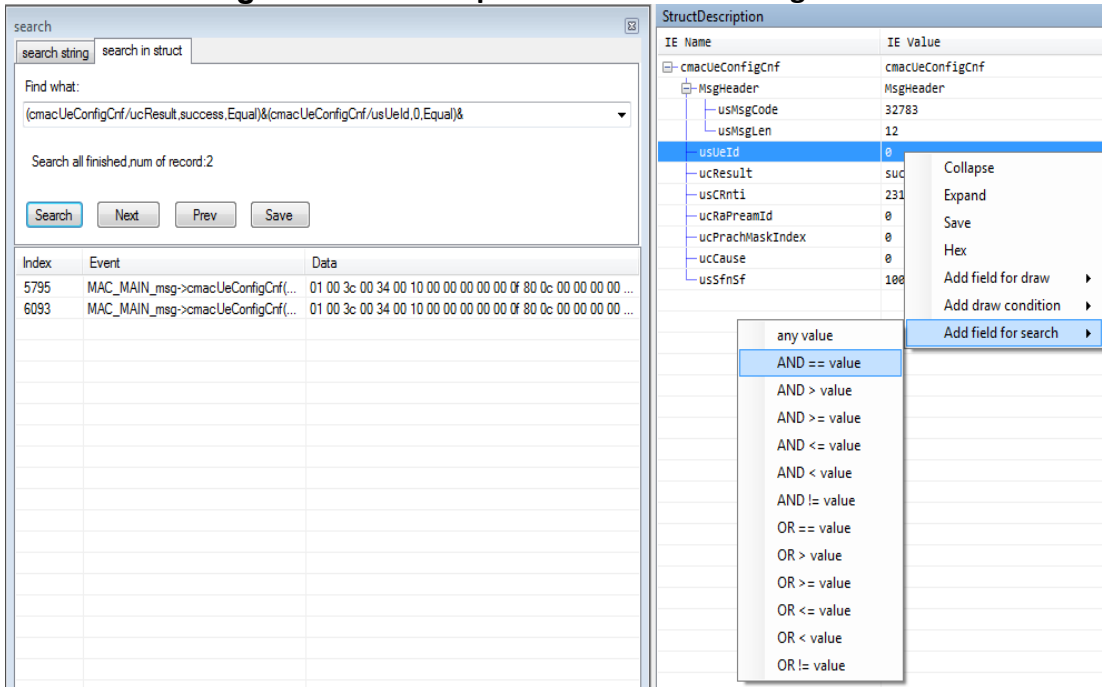 search
search string search in struct
Find what:
(cmacUeConfigCnf/ucResult,success,Equal)&(cmacUeConfigCnf/usUeId,0,Equal)&
Search all finished,num of record:2
Search Next Prev Save
Index Event Data
5795 MAC_MAIN_msg->cmacUeConfigCnf(... 01 00 3c 00 34 00 10 00 00 00 00 00 00 0f 80 0c 00 00 00 00 ...
6093 MAC_MAIN_msg->cmacUeConfigCnf(... 01 00 3c 00 34 00 10 00 00 00 00 00 00 0f 80 0c 00 00 00 00 ...
StructDescription
IE Name IE Value
cmacUeConfigCnf cmacUeConfigCnf
MsgHeader MsgHeader
usMsgCode 32783
usMsgLen 12
usUeId 0
ucResult suc
usCRnti 231
ucRaPreamId 0
ucPrachMaskIndex 0
ucCause 0
usSfnSf 100
Collapse
Expand
Save
Hex
Add field for draw
Add draw condition
Add field for search
any value
AND == value
AND > value
AND >= value
AND <= value
AND < value
AND != value
OR == value
OR > value
OR >= value
OR <= value
OR < value
OR != value